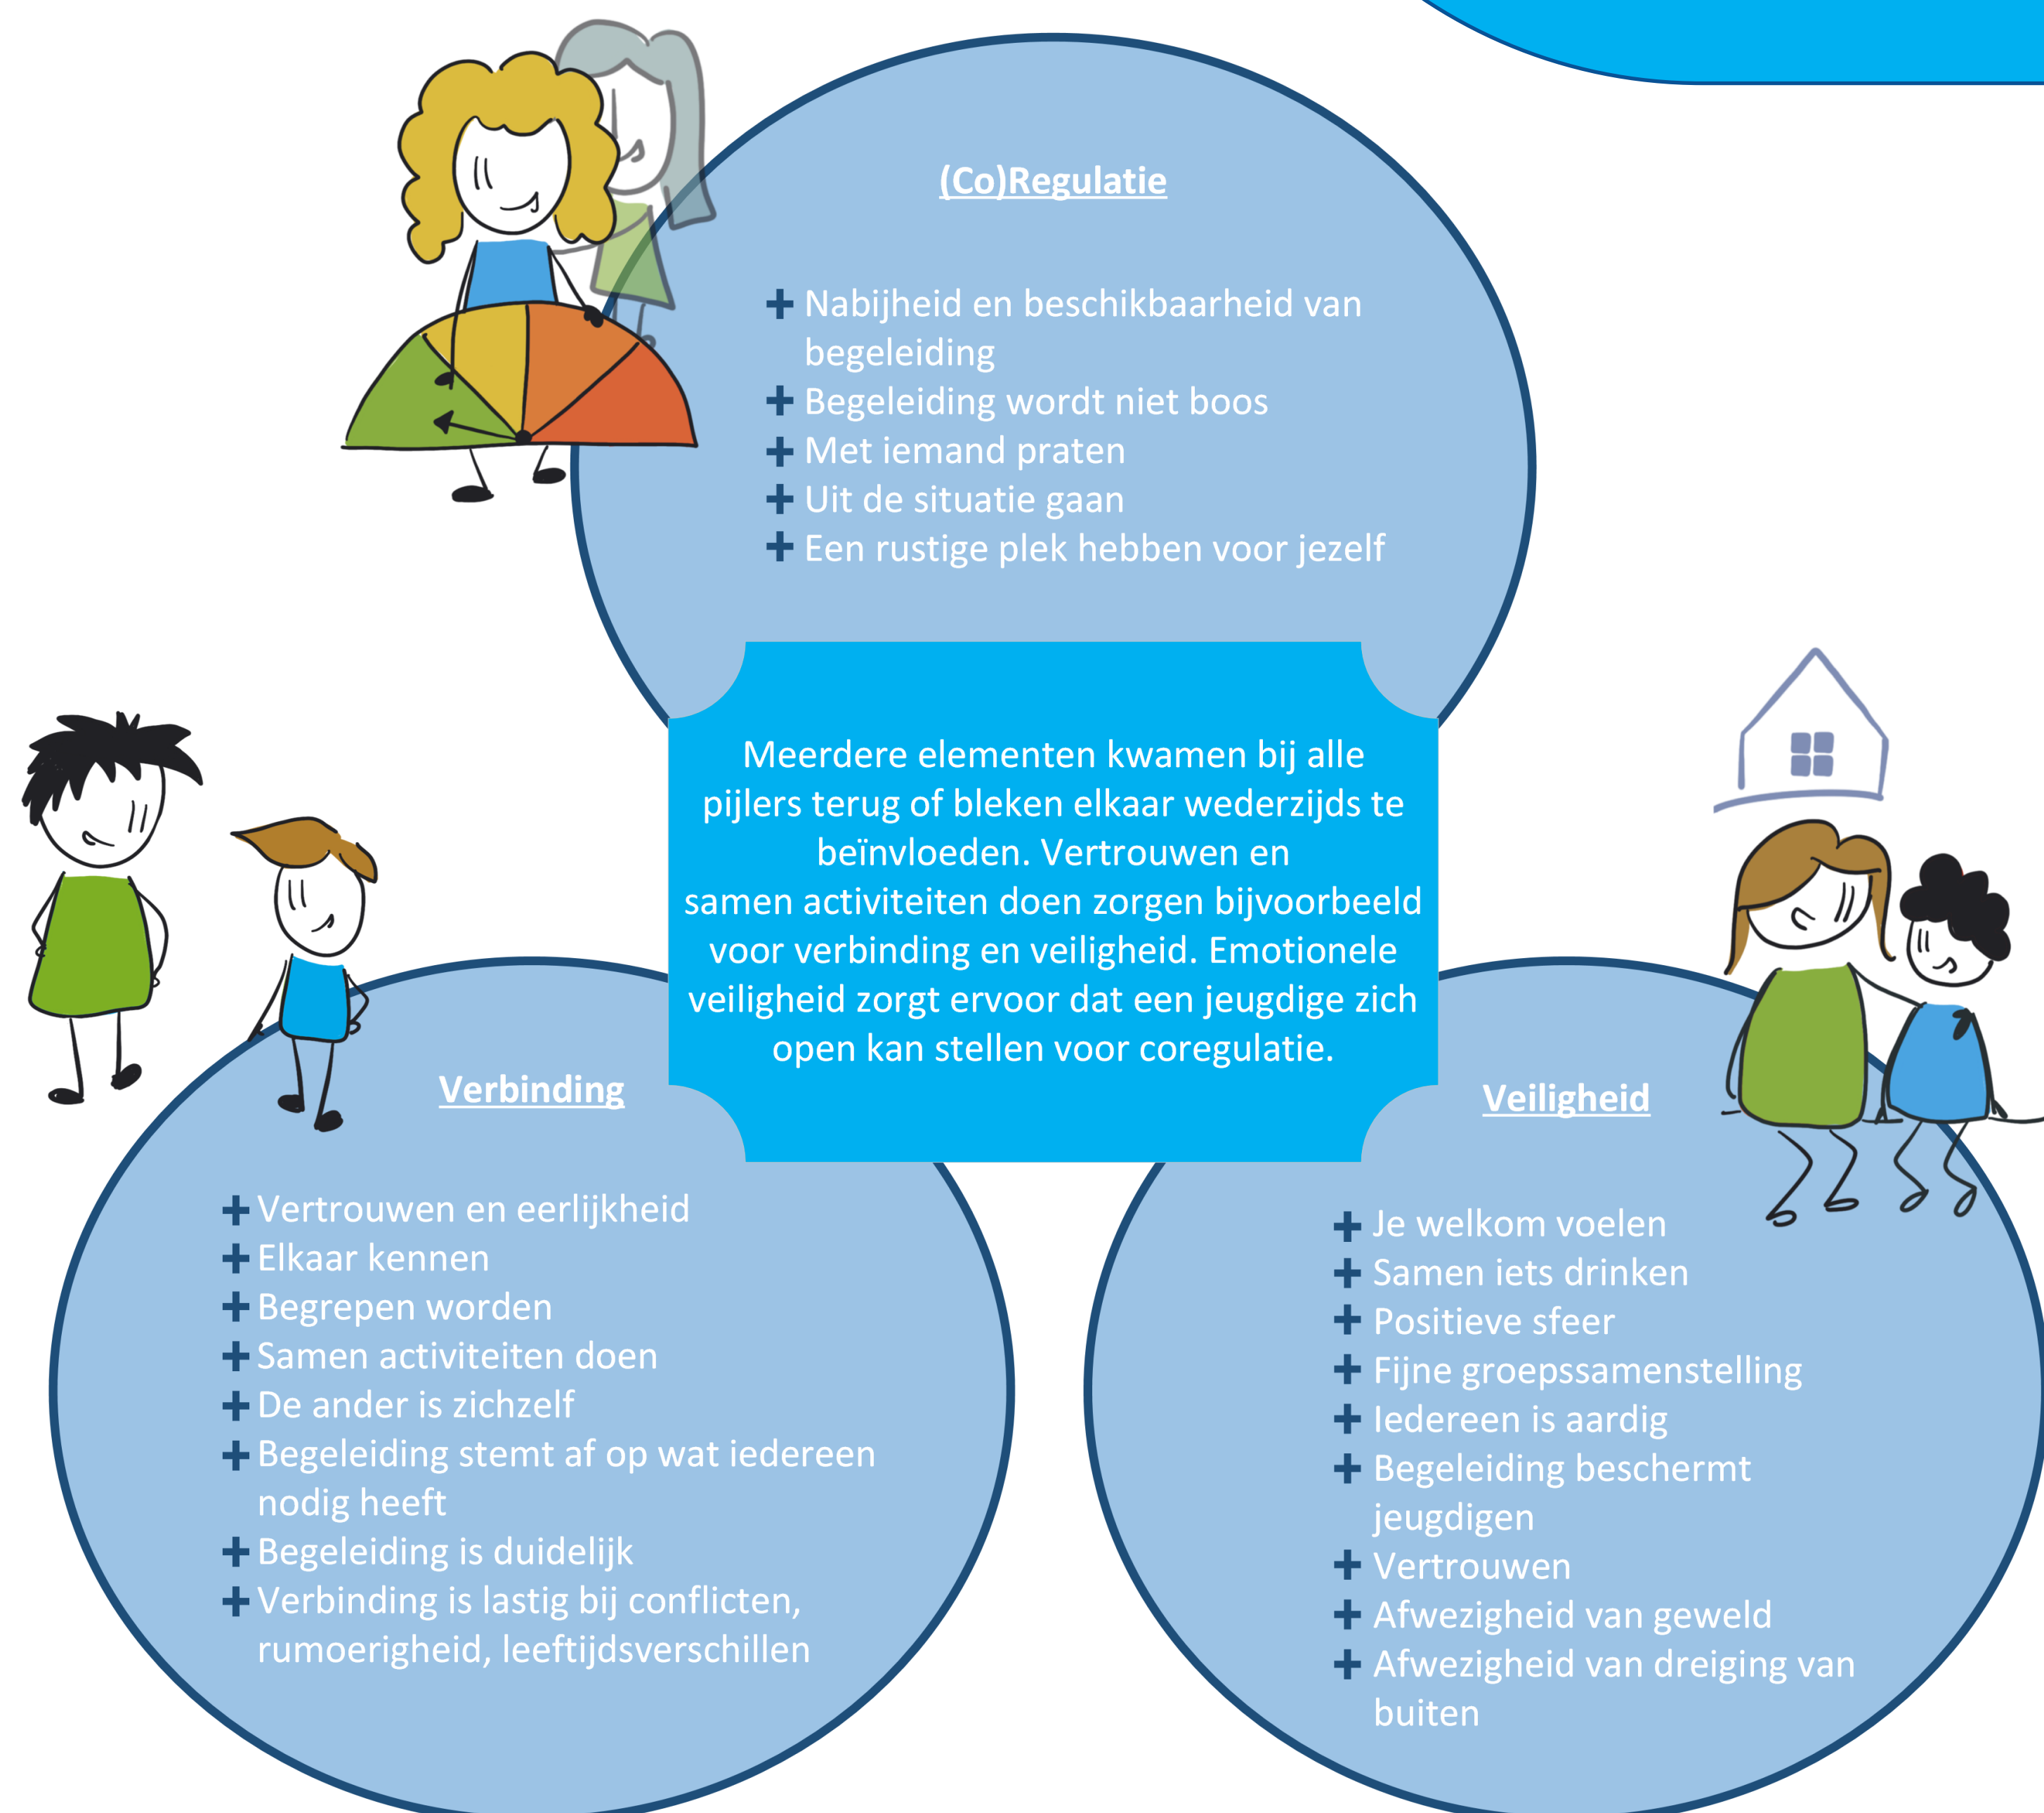 (Co)Regulatie
Nabijheid en beschikbaarheid van
begeleiding
Begeleiding wordt niet boos
Met iemand praten
Uit de situatie gaan
Een rustige plek hebben voor jezelf
Meerdere elementen kwamen bij alle
pijlers terug of bleken elkaar wederzijds te
beïnvloeden. Vertrouwen en
samen activiteiten doen zorgen bijvoorbeeld
voor verbinding en veiligheid. Emotionele
veiligheid zorgt ervoor dat een jeugdige zich
open kan stellen voor coregulatie.
Verbinding
Vertrouwen en eerlijkheid
Elkaar kennen
Begrepen worden
Samen activiteiten doen
De ander is zichzelf
Begeleiding stemt af op wat iedereen
nodig heeft
Begeleiding is duidelijk
Verbinding is lastig bij conflicten,
rumoerigheid, leeftijdsverschillen
Veiligheid
Je welkom voelen
Samen iets drinken
Positieve sfeer
Fijne groepssamenstelling
Iedereen is aardig
Begeleiding beschermt
jeugdigen
Vertrouwen
Afwezigheid van geweld
Afwezigheid van dreiging van
buiten